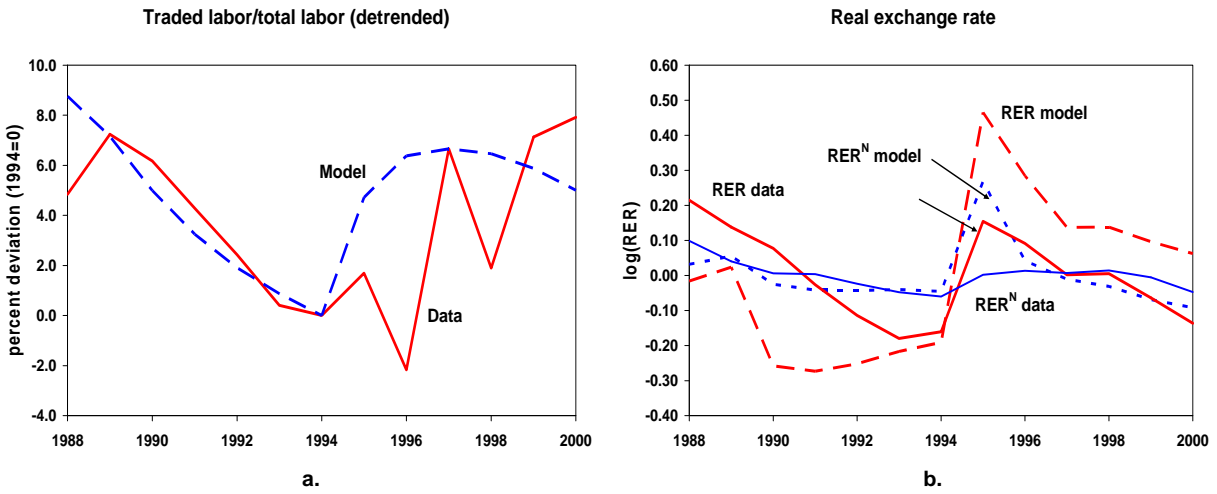 Traded labor/total labor (detrended)
percent deviation (1994=0)
10.0
8.0
6.0
4.0
2.0
0.0
-2.0
-4.0
Model
Data
1988 1990 1992 1994 1996 1998 2000
a.
Real exchange rate
log(RER)
0.60
0.50
0.40
0.30
0.20
0.10
0.00
-0.10
-0.20
-0.30
-0.40
RER model
RER^N model
RER data
RER^N data
1988 1990 1992 1994 1996 1998 2000
b.